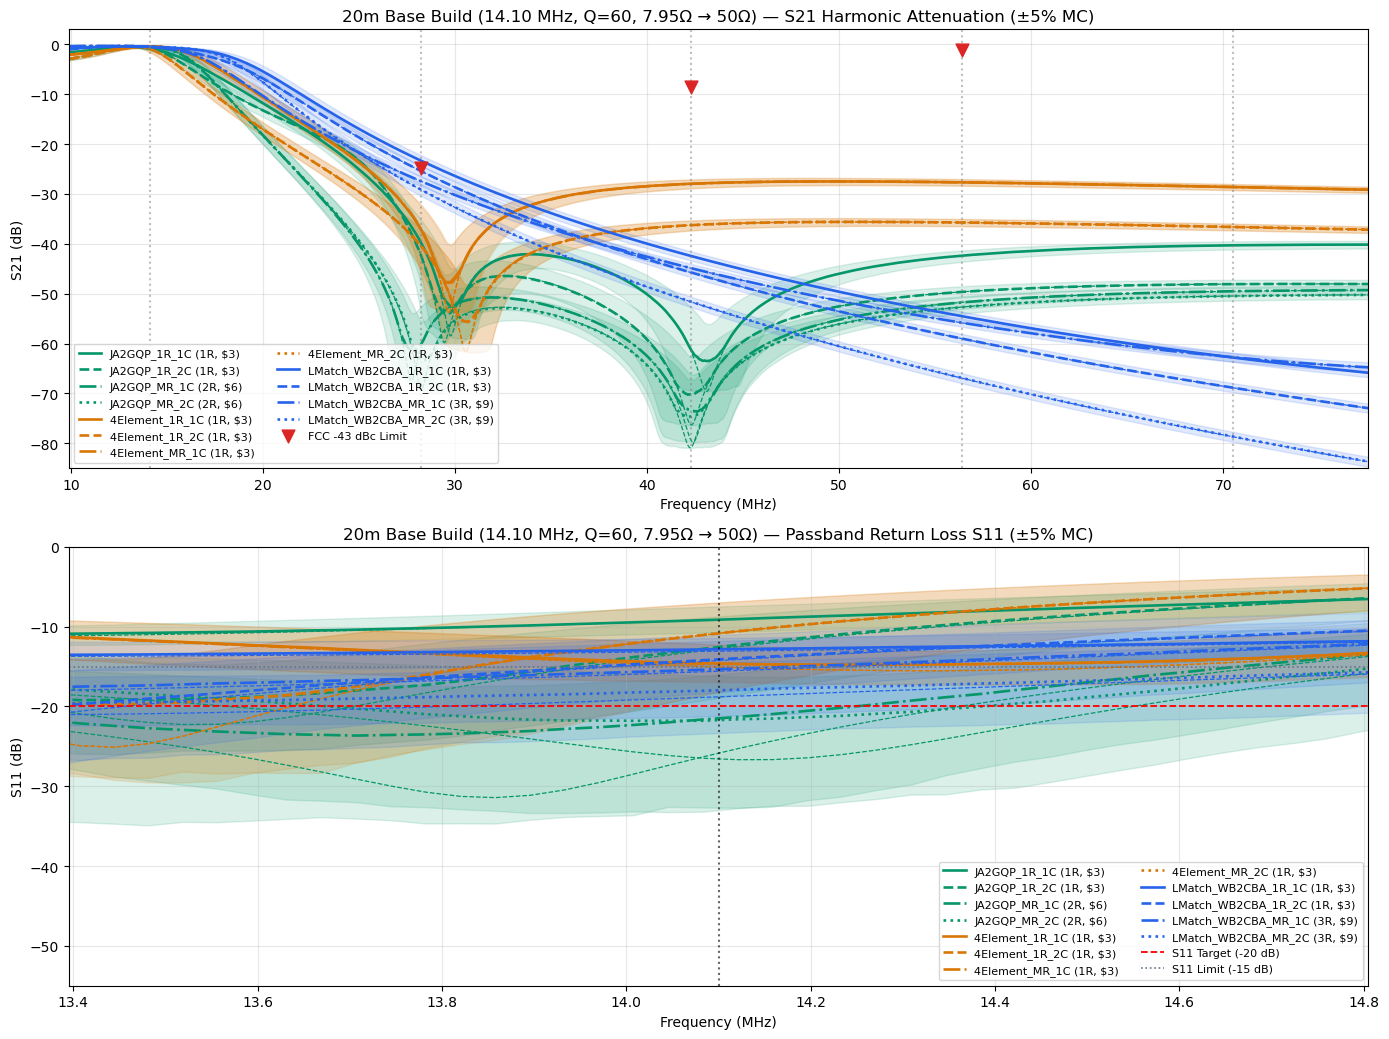 20m Base Build (14.10 MHz, Q=60, 7.95Ω → 50Ω) — S21 Harmonic Attenuation (±5% MC)
S21 (dB)
0
−10
−20
−30
−40
−50
−60
−70
−80
JA2GQP_1R_1C (1R, $3)
JA2GQP_1R_2C (1R, $3)
JA2GQP_MR_1C (2R, $6)
JA2GQP_MR_2C (2R, $6)
4Element_1R_1C (1R, $3)
4Element_1R_2C (1R, $3)
4Element_MR_1C (1R, $3)
4Element_MR_2C (1R, $3)
LMatch_WB2CBA_1R_1C (1R, $3)
LMatch_WB2CBA_1R_2C (1R, $3)
LMatch_WB2CBA_MR_1C (3R, $9)
LMatch_WB2CBA_MR_2C (3R, $9)
FCC -43 dBc Limit
10 20 30 40 50 60 70
Frequency (MHz)
20m Base Build (14.10 MHz, Q=60, 7.95Ω → 50Ω) — Passband Return Loss S11 (±5% MC)
S11 (dB)
0
−10
−20
−30
−40
−50
JA2GQP_1R_1C (1R, $3)
JA2GQP_1R_2C (1R, $3)
JA2GQP_MR_1C (2R, $6)
JA2GQP_MR_2C (2R, $6)
4Element_1R_1C (1R, $3)
4Element_1R_2C (1R, $3)
4Element_MR_1C (1R, $3)
4Element_MR_2C (1R, $3)
LMatch_WB2CBA_1R_1C (1R, $3)
LMatch_WB2CBA_1R_2C (1R, $3)
LMatch_WB2CBA_MR_1C (3R, $9)
LMatch_WB2CBA_MR_2C (3R, $9)
S11 Target (-20 dB)
S11 Limit (-15 dB)
13.4 13.6 13.8 14.0 14.2 14.4 14.6 14.8
Frequency (MHz)